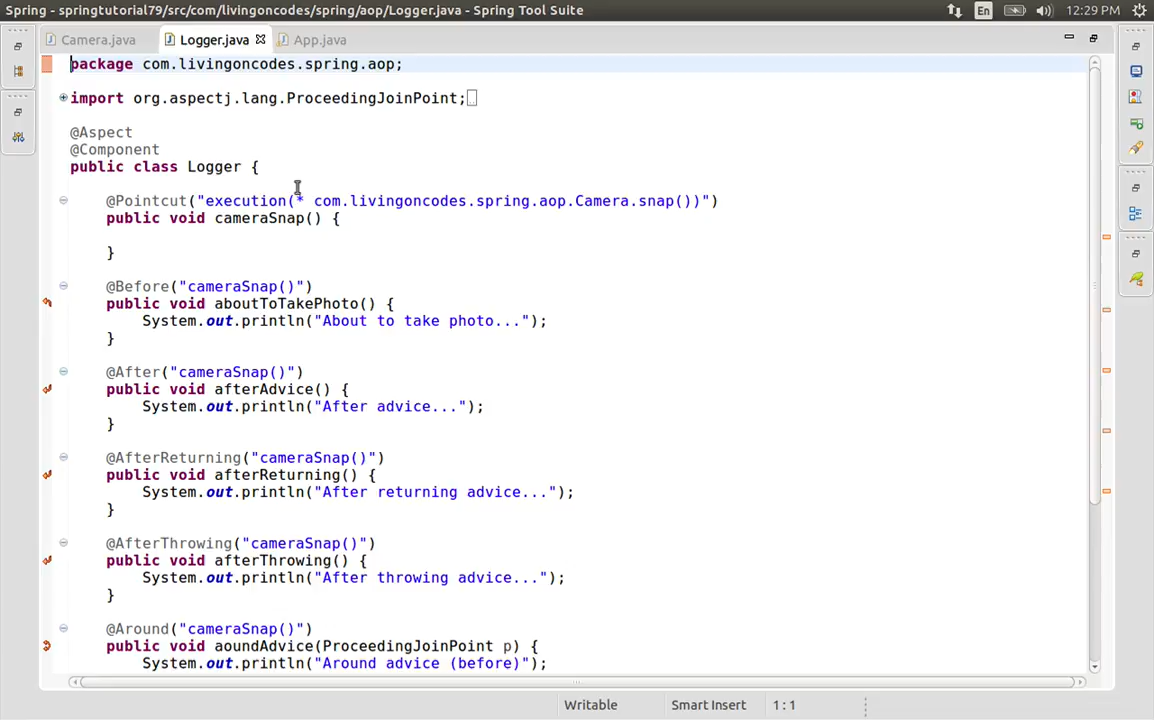 Spring - springtutorial79/src/com/livingoncodes/spring/aop/Logger.java - Spring Tool Suite
En
12:29 PM
Camera.java
Logger.java
App.java
package com.livingoncodes.spring.aop;
import org.aspectj.lang.ProceedingJoinPoint;
@Aspect
@Component
public class Logger {
@Pointcut("execution(* com.livingoncodes.spring.aop.Camera.snap())")
public void cameraSnap() {
}
@Before("cameraSnap()")
public void aboutToTakePhoto() {
System.out.println("About to take photo...");
}
@After("cameraSnap()")
public void afterAdvice() {
System.out.println("After advice...");
}
@AfterReturning("cameraSnap()")
public void afterReturning() {
System.out.println("After returning advice...");
}
@AfterThrowing("cameraSnap()")
public void afterThrowing() {
System.out.println("After throwing advice...");
}
@Around("cameraSnap()")
public void aoundAdvice(ProceedingJoinPoint p) {
System.out.println("Around advice (before)");
Writable
Smart Insert
1 : 1